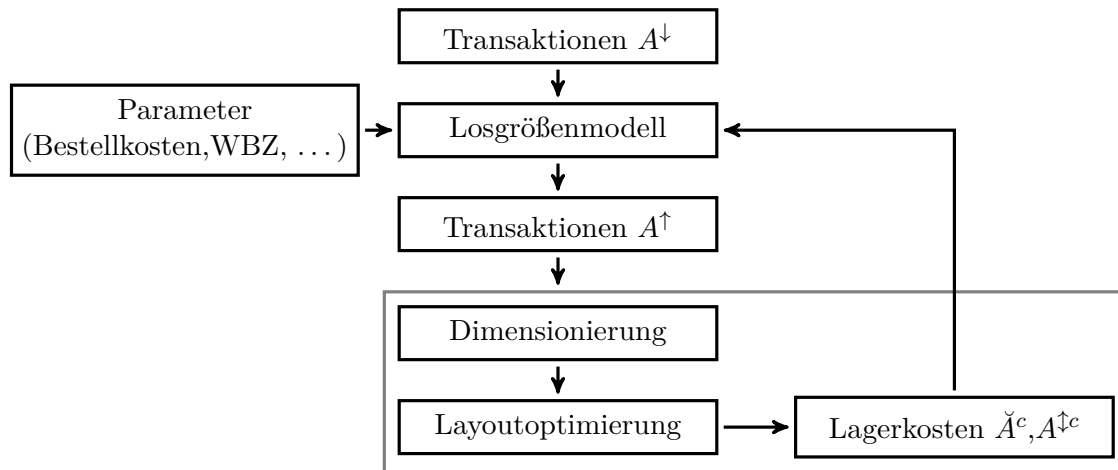 Transaktionen A↓
Parameter
(Bestellkosten,WBZ, ...)
Losgrößenmodell
Transaktionen A↑
Dimensionierung
Layoutoptimierung
Lagerkosten Ă^c,A^↕c